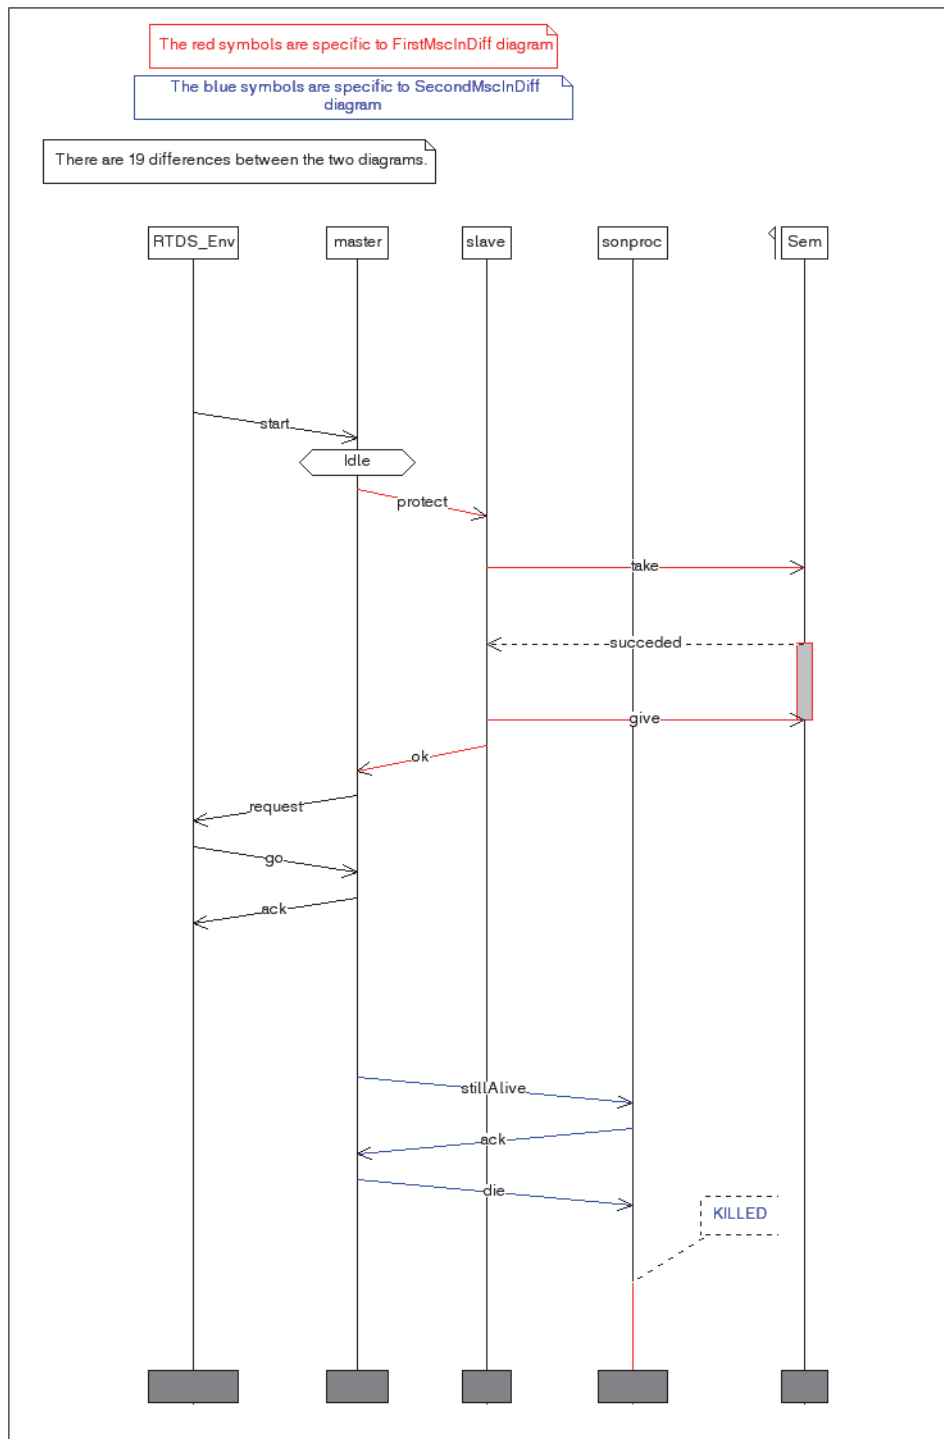 The red symbols are specific to FirstMscInDiff diagram
The blue symbols are specific to SecondMscInDiff
diagram
There are 19 differences between the two diagrams.
RTDS_Env
master
slave
sonproc
Sem
start
Idle
protect
take
succeded
give
ok
request
go
ack
stillAlive
ack
die
KILLED